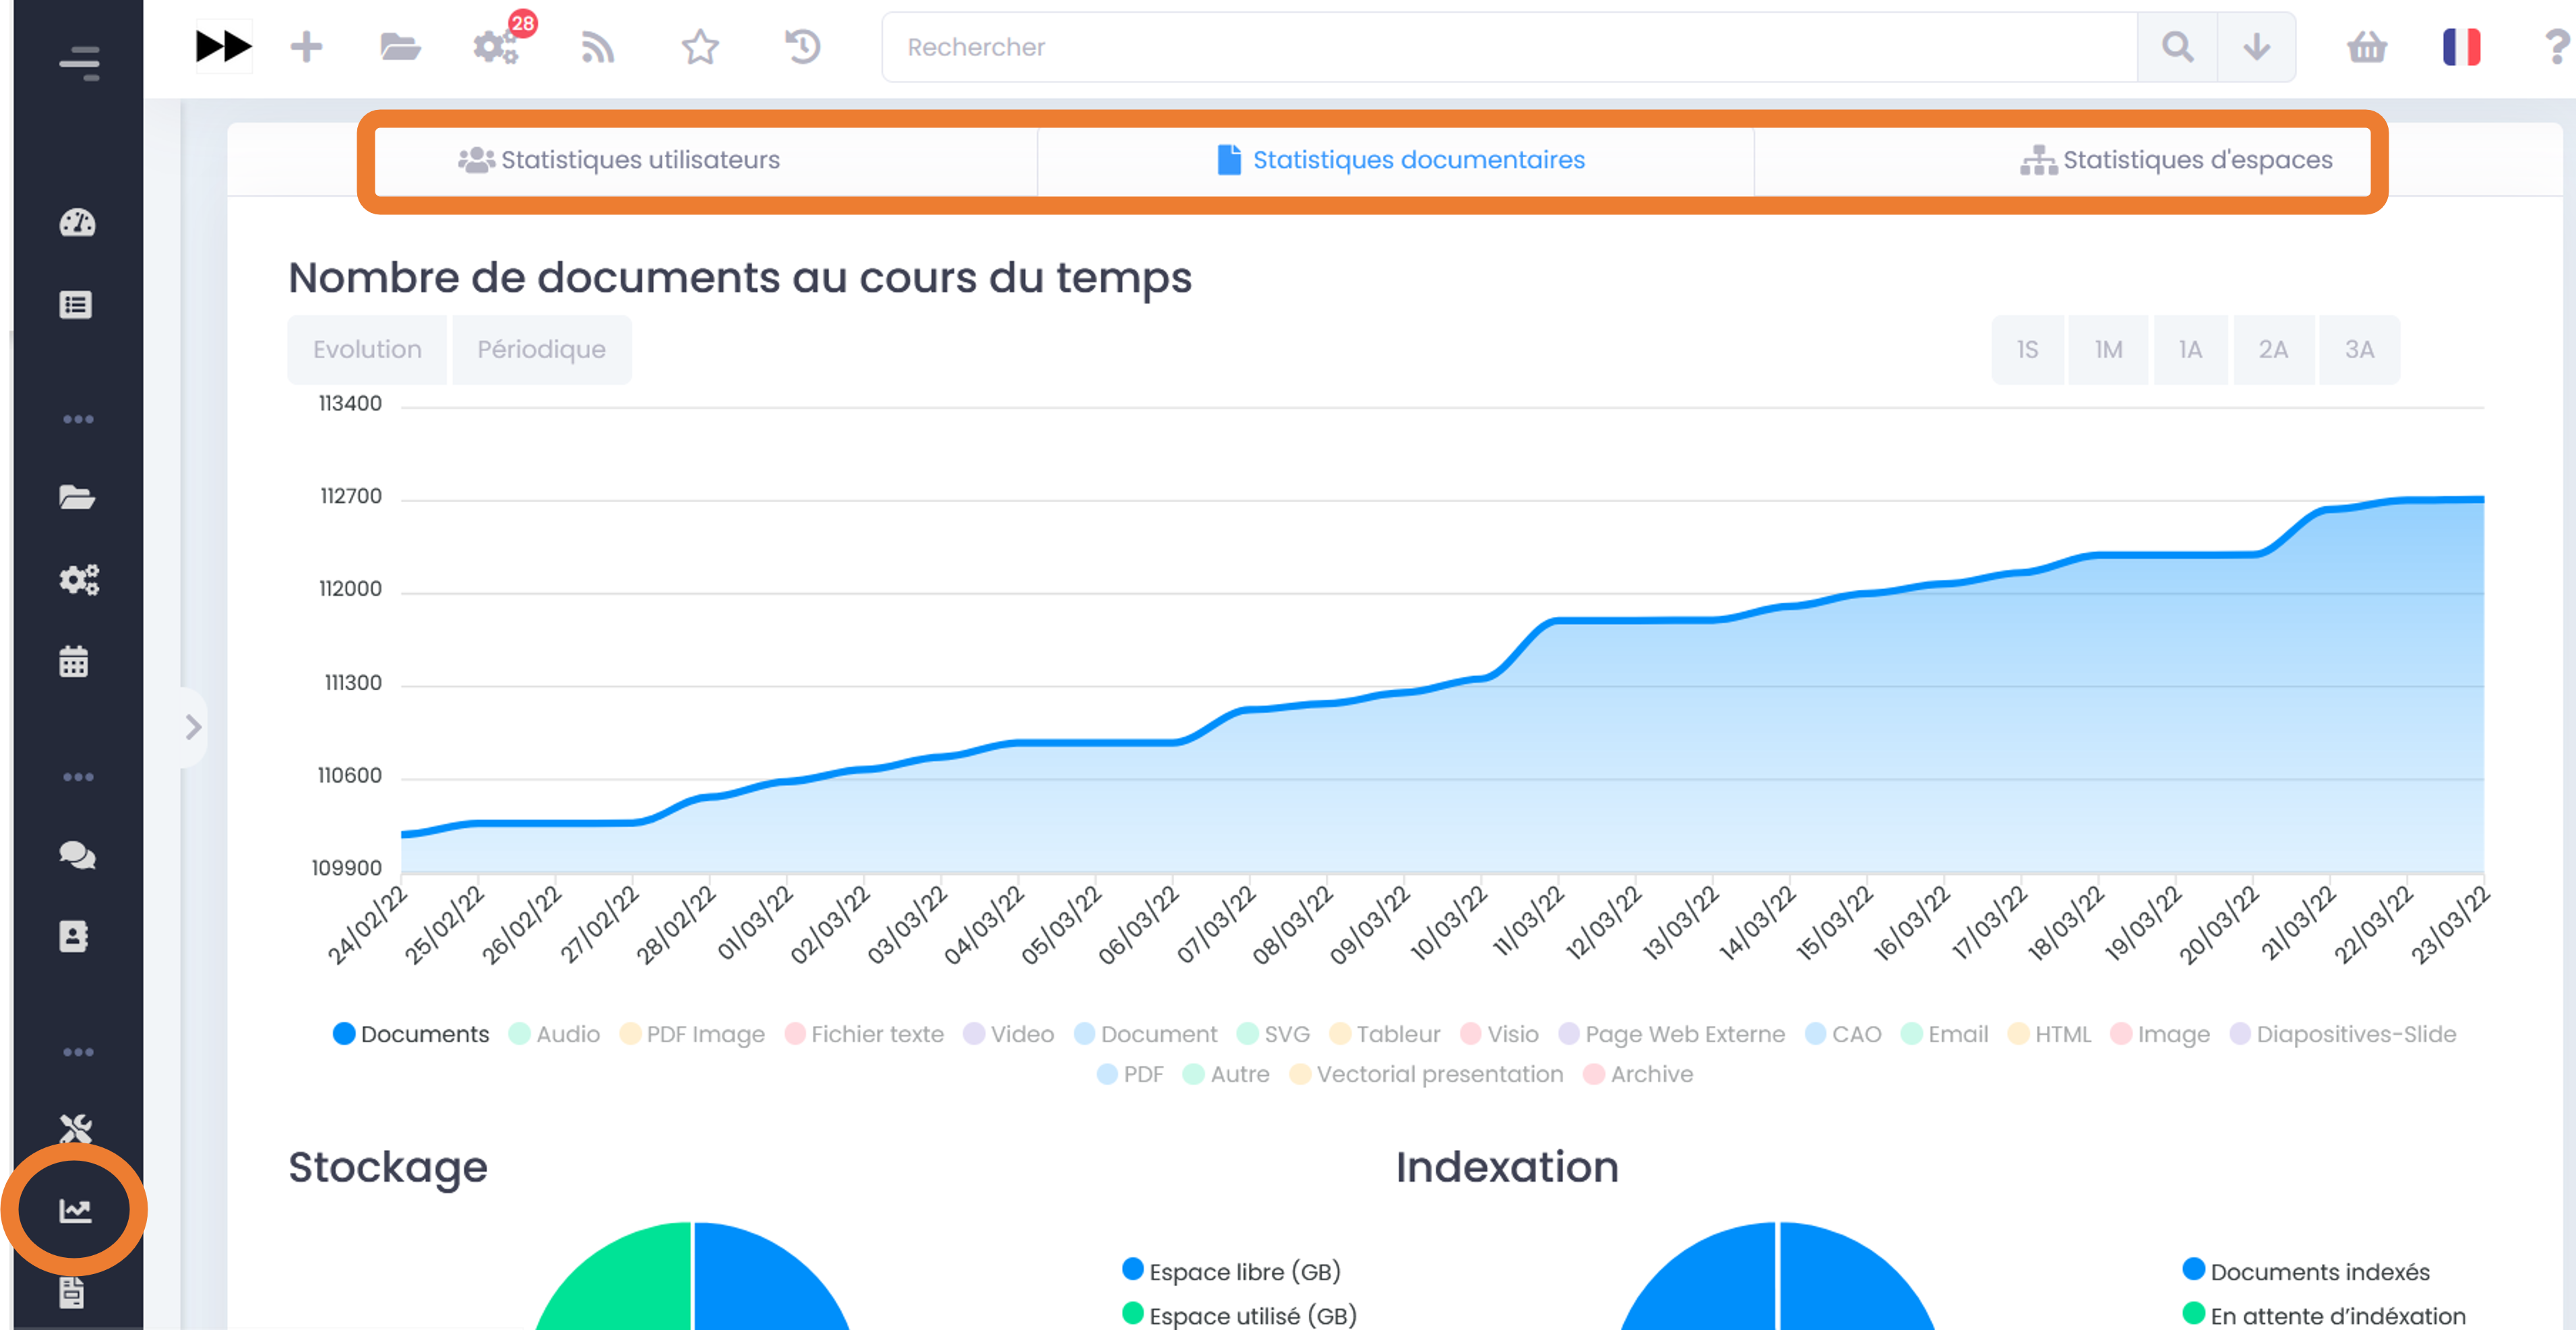 28
Rechercher
?
Statistiques utilisateurs
Statistiques documentaires
Statistiques d'espaces
Nombre de documents au cours du temps
Evolution
Périodique
1S
1M
1A
2A
3A
113400
112700
112000
111300
110600
109900
24/02/22
25/02/22
26/02/22
27/02/22
28/02/22
01/03/22
02/03/22
03/03/22
04/03/22
05/03/22
06/03/22
07/03/22
08/03/22
09/03/22
10/03/22
11/03/22
12/03/22
13/03/22
14/03/22
15/03/22
16/03/22
17/03/22
18/03/22
19/03/22
20/03/22
21/03/22
22/03/22
23/03/22
Documents Audio PDF Image Fichier texte Video Document SVG Tableur Visio Page Web Externe CAO Email HTML Image Diapositives-Slide
PDF Autre Vectorial presentation Archive
Stockage
Espace libre (GB)
Espace utilisé (GB)
Indexation
Documents indexés
En attente d'indéxation